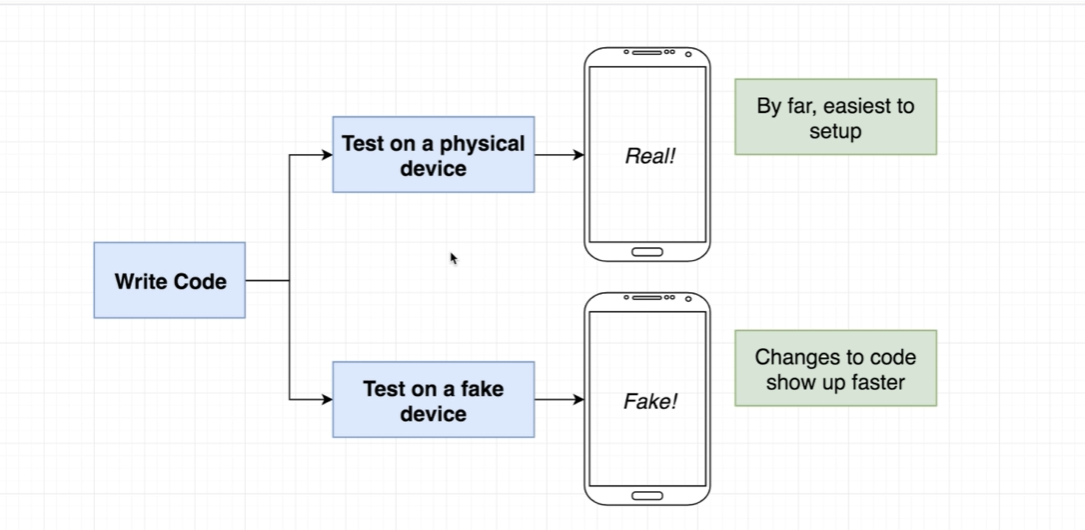 Write Code
Test on a physical
device
Real!
By far, easiest to
setup
Test on a fake
device
Fake!
Changes to code
show up faster